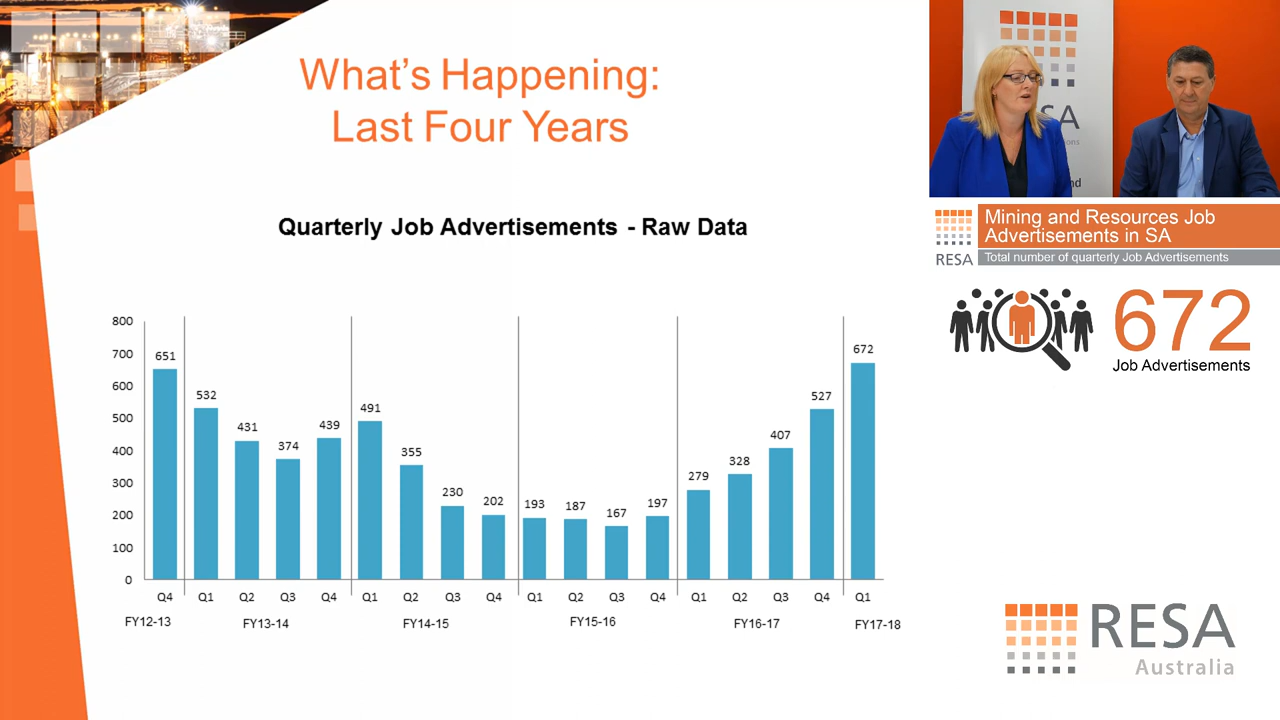 What's Happening:
Last Four Years
Quarterly Job Advertisements - Raw Data
800
700
600
500
400
300
200
100
0
651
532
431
374
439
491
355
230
202
193
187
167
197
279
328
407
527
672
Q4
Q1
Q2
Q3
Q4
Q1
Q2
Q3
Q4
Q1
Q2
Q3
Q4
Q1
Q2
Q3
Q4
Q1
FY12-13
FY13-14
FY14-15
FY15-16
FY16-17
FY17-18
RESA
Mining and Resources Job
Advertisements in SA
RESA
Total number of quarterly Job Advertisements
672
Job Advertisements
RESA
Australia